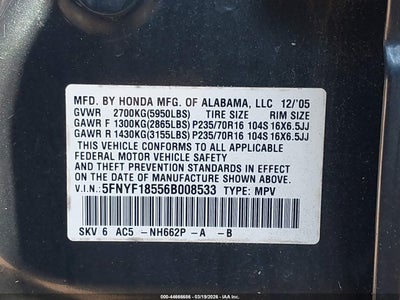 MFD. BY HONDA MFG. OF ALABAMA, LLC 12/'05
GVWR 2700KG(5950LBS) TIRE SIZE RIM SIZE
GAWR F 1300KG(2865LBS) P235/70R16 104S 16X6.5JJ
GAWR R 1430KG(3155LBS) P235/70R16 104S 16X6.5JJ
THIS VEHICLE CONFORMS TO ALL APPLICABLE
FEDERAL MOTOR VEHICLE SAFETY, BUMPER,
AND THEFT PREVENTION STANDARDS IN EFFECT ON
THE DATE OF MANUFACTURE SHOWN ABOVE.
V.I.N:5FNYF18556B008533 TYPE: MPV
SKV 6 AC5 -NH662P -A -B
000-44668686 - 03/19/2026 - IAAI.COM